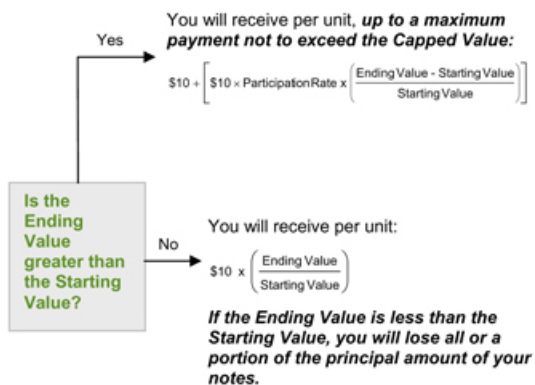 Yes
You will receive per unit, up to a maximum
payment not to exceed the Capped Value:
$10 + [ $10 × Participation Rate x ( Ending Value - Starting Value
Starting Value ) ]
Is the
Ending
Value
greater than
the Starting
Value?
No
You will receive per unit:
$10 x ( Ending Value
Starting Value )
If the Ending Value is less than the
Starting Value, you will lose all or a
portion of the principal amount of your
notes.